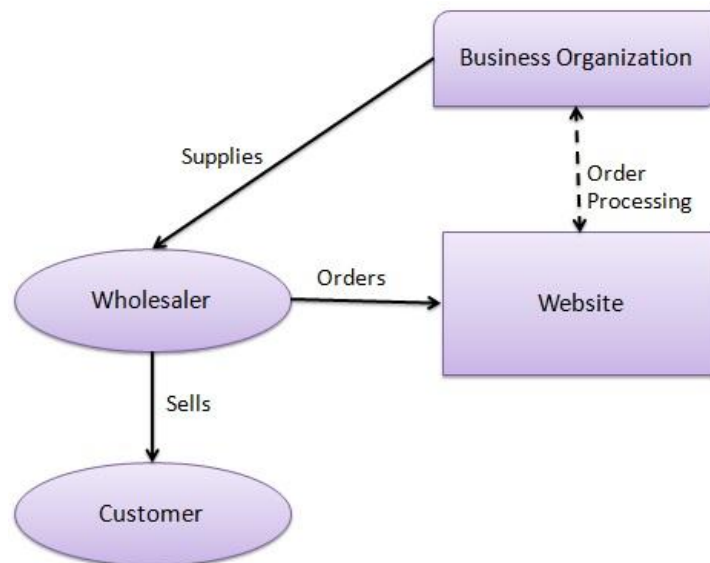 Business Organization
Supplies
Order
Processing
Wholesaler
Orders
Website
Sells
Customer